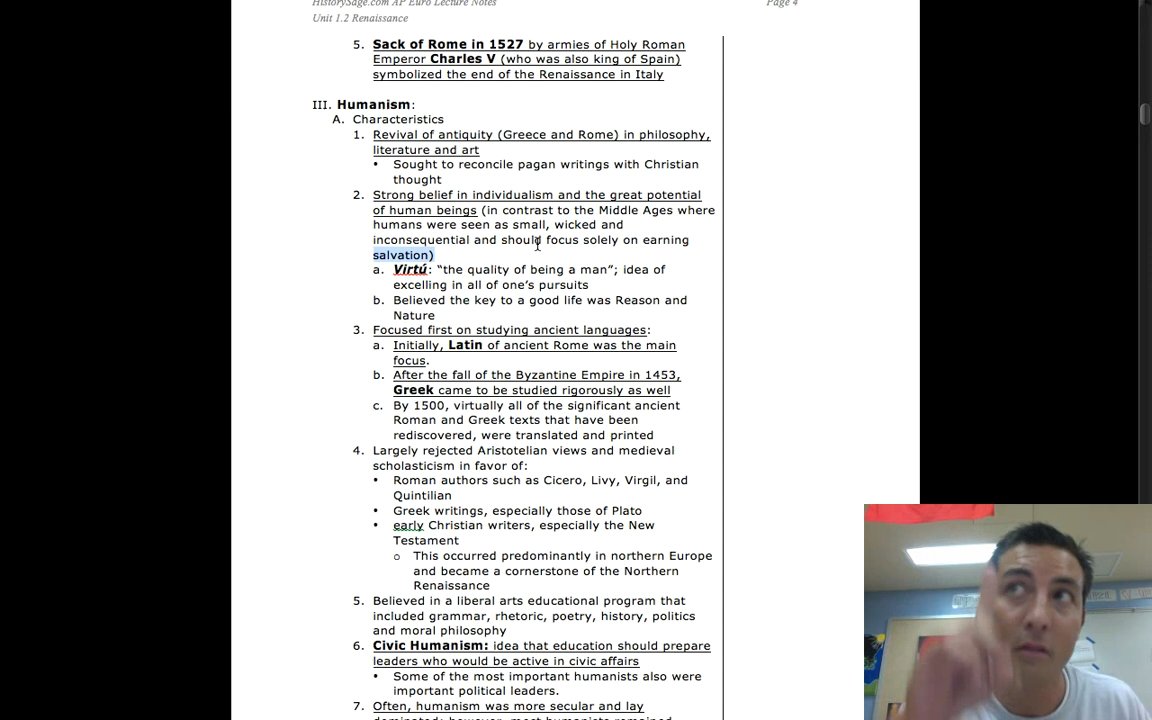 HistorySage.com AP Euro Lecture Notes Page 4
Unit 1.2 Renaissance
5. Sack of Rome in 1527 by armies of Holy Roman
Emperor Charles V (who was also king of Spain)
symbolized the end of the Renaissance in Italy
III. Humanism:
A. Characteristics
1. Revival of antiquity (Greece and Rome) in philosophy,
literature and art
• Sought to reconcile pagan writings with Christian
thought
2. Strong belief in individualism and the great potential
of human beings (in contrast to the Middle Ages where
humans were seen as small, wicked and
inconsequential and should focus solely on earning
salvation)
a. Virtú: “the quality of being a man”; idea of
excelling in all of one’s pursuits
b. Believed the key to a good life was Reason and
Nature
3. Focused first on studying ancient languages:
a. Initially, Latin of ancient Rome was the main
focus.
b. After the fall of the Byzantine Empire in 1453,
Greek came to be studied rigorously as well
c. By 1500, virtually all of the significant ancient
Roman and Greek texts that have been
rediscovered, were translated and printed
4. Largely rejected Aristotelian views and medieval
scholasticism in favor of:
• Roman authors such as Cicero, Livy, Virgil, and
Quintilian
• Greek writings, especially those of Plato
• early Christian writers, especially the New
Testament
o This occurred predominantly in northern Europe
and became a cornerstone of the Northern
Renaissance
5. Believed in a liberal arts educational program that
included grammar, rhetoric, poetry, history, politics
and moral philosophy
6. Civic Humanism: idea that education should prepare
leaders who would be active in civic affairs
• Some of the most important humanists also were
important political leaders.
7. Often, humanism was more secular and lay
dominated; however, most humanists remained